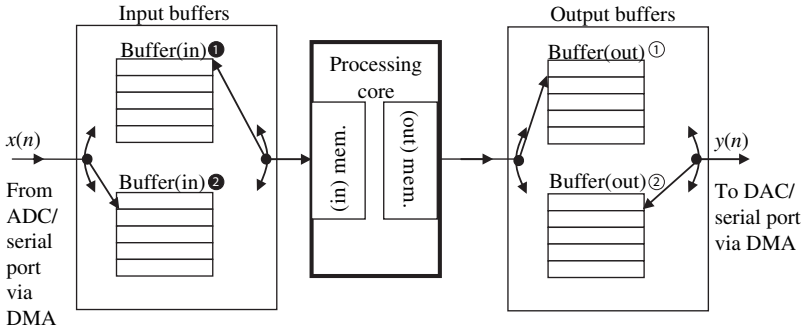 Input buffers
Output buffers
Buffer(in)❶
Processing
core
Buffer(out)①
(in) mem.
(out) mem.
x(n)
y(n)
Buffer(in)❷
Buffer(out)②
From
ADC/
serial
port
via
DMA
To DAC/
serial port
via DMA